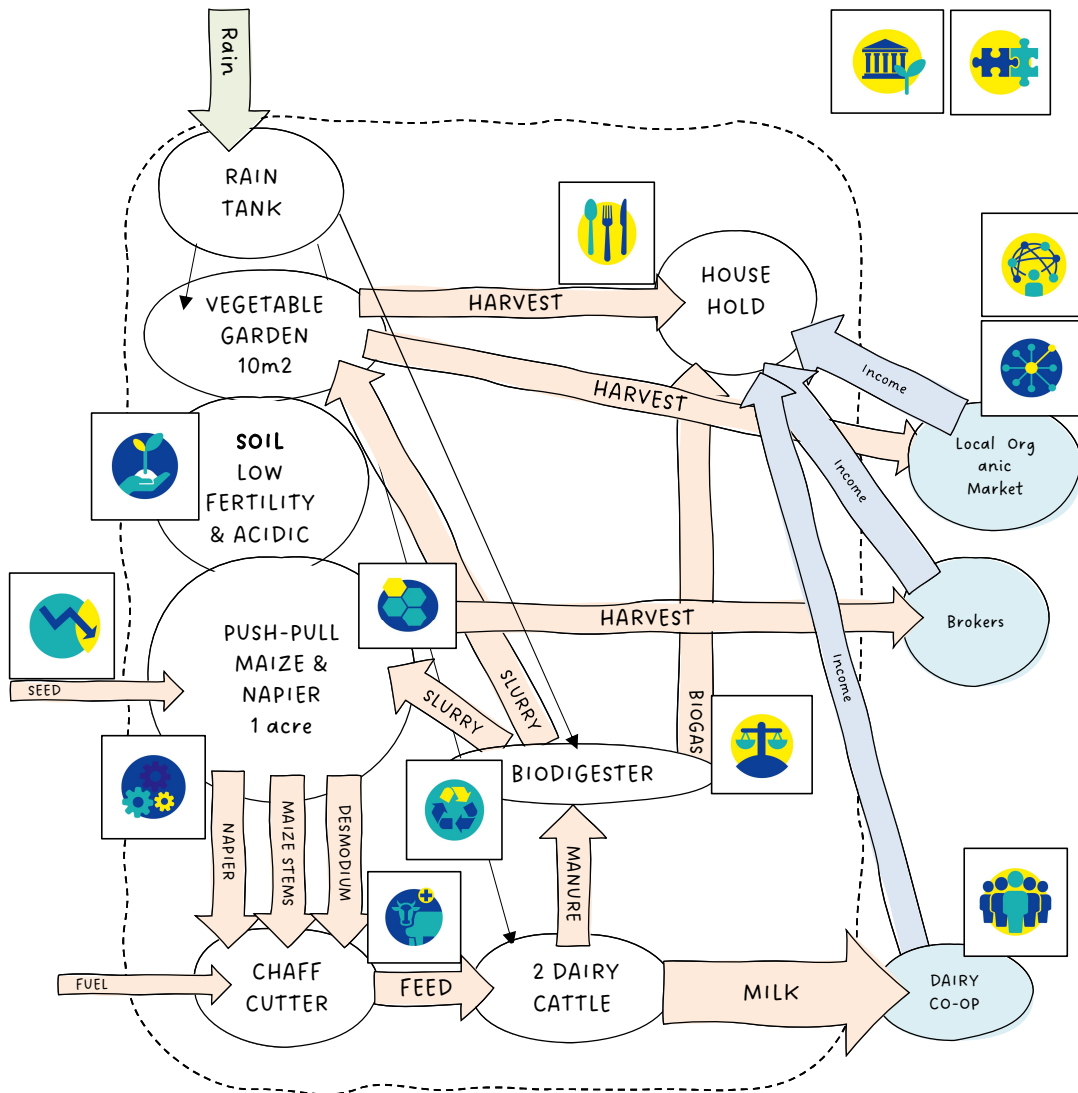 Rain
RAIN
TANK
VEGETABLE
GARDEN
10m2
HARVEST
HOUSE
HOLD
HARVEST
Income
SOIL
LOW
FERTILITY
& ACIDIC
Local Org
anic
Market
Income
PUSH-PULL
MAIZE &
NAPIER
1 acre
HARVEST
Brokers
SEED
SLURRY
SLURRY
BIOGAS
Income
BIODIGESTER
NAPIER
MAIZE STEMS
DESMODIUM
MANURE
FUEL
CHAFF
CUTTER
FEED
2 DAIRY
CATTLE
MILK
DAIRY
CO-OP